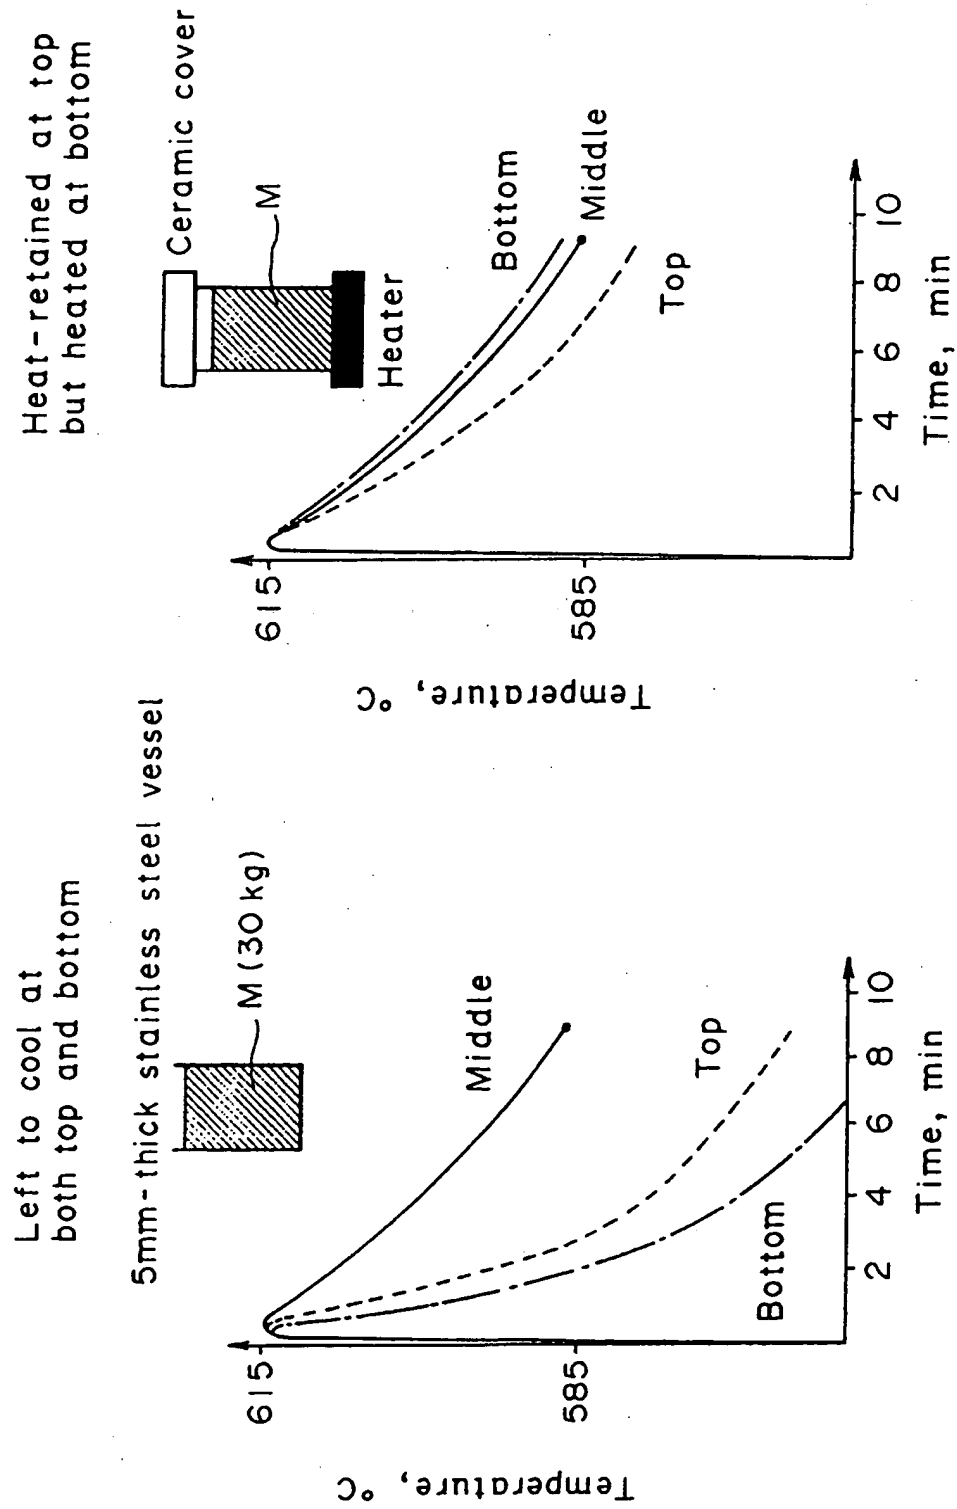 Left to cool at
both top and bottom
5mm-thick stainless steel vessel
M (30 kg)
Temperature, °C
615
585
Middle
Top
Bottom
2
4
6
8
10
Time, min
Heat-retained at top
but heated at bottom
Ceramic cover
M
Heater
Temperature, °C
615
585
Bottom
Middle
Top
2
4
6
8
10
Time, min